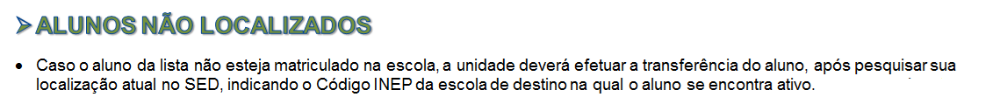 ➢ ALUNOS NÃO LOCALIZADOS
• Caso o aluno da lista não esteja matriculado na escola, a unidade deverá efetuar a transferência do aluno, após pesquisar sua
localização atual no SED, indicando o Código INEP da escola de destino na qual o aluno se encontra ativo.